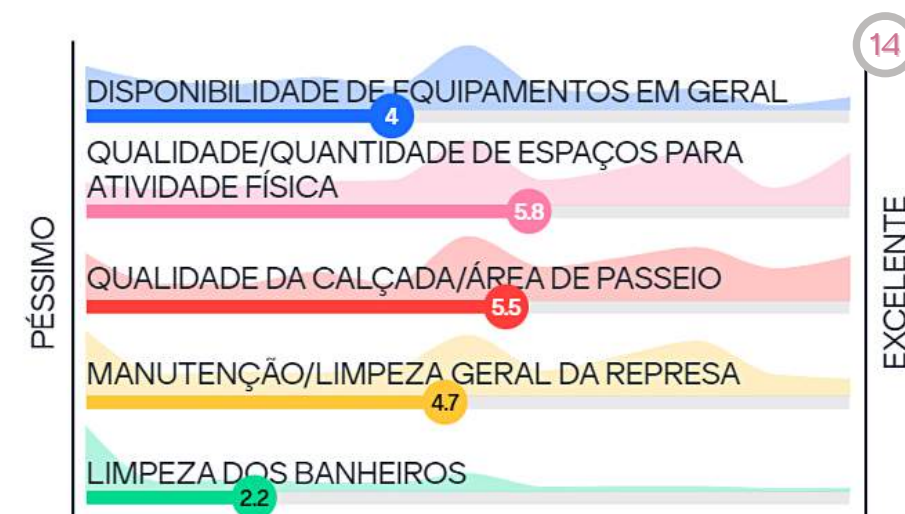 14
DISPONIBILIDADE DE EQUIPAMENTOS EM GERAL
4
QUALIDADE/QUANTIDADE DE ESPAÇOS PARA
ATIVIDADE FÍSICA
5.8
PÉSSIMO
EXCELENTE
QUALIDADE DA CALÇADA/ÁREA DE PASSEIO
5.5
MANUTENÇÃO/LIMPEZA GERAL DA REPRESA
4.7
LIMPEZA DOS BANHEIROS
2.2